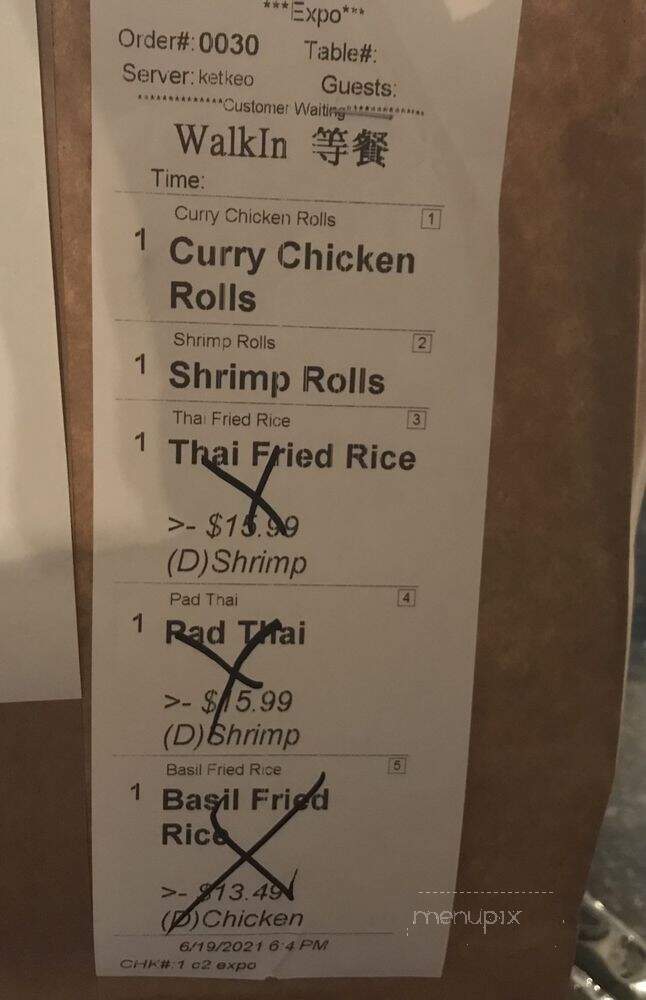 ***Expo***
Order#: 0030 Table#:
Server: ketkeo Guests:
*************Customer Waiting*************
WalkIn 等餐
Time:
Curry Chicken Rolls 1
1 Curry Chicken
Rolls
Shrimp Rolls 2
1 Shrimp Rolls
Thai Fried Rice 3
1 Thai Fried Rice
>- $15.99
(D)Shrimp
Pad Thai 4
1 Pad Thai
>- $15.99
(D)Shrimp
Basil Fried Rice 5
1 Basil Fried
Rice
>- $13.49
(D)Chicken
6/19/2021 6:4 PM
CHK#:1 c2 expo
menupix